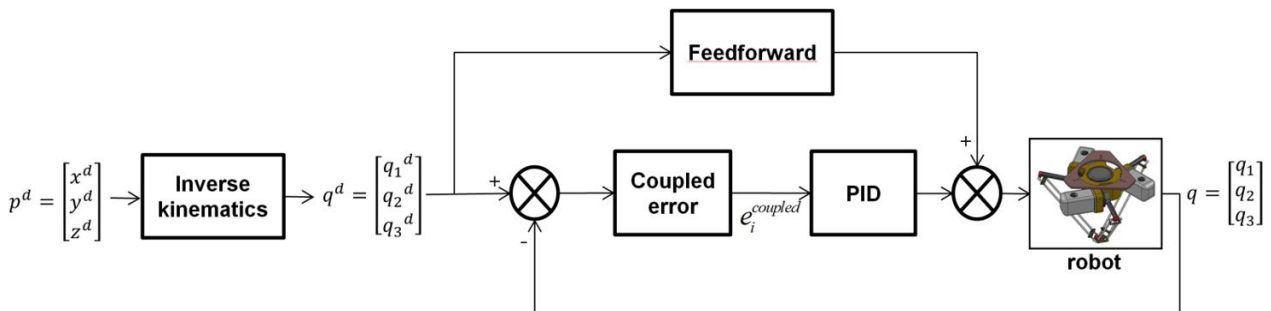 Feedforward
+
p^d = [x^d y^d z^d]
Inverse
kinematics
q^d = [q_1^d q_2^d q_3^d]
+
-
Coupled
error
e_i^{coupled}
PID
robot
q = [q_1 q_2 q_3]